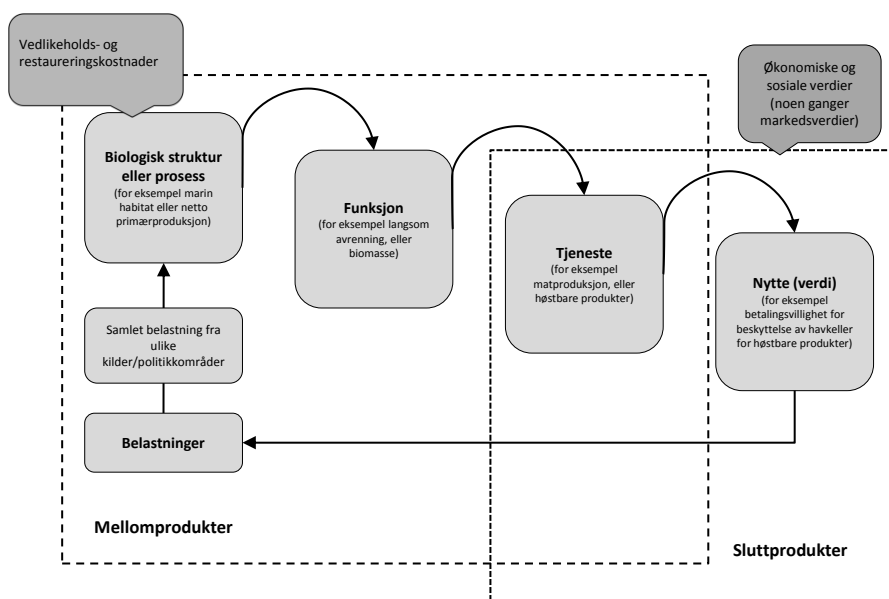 Vedlikeholds- og
restaureringskostnader
Økonomiske og
sosiale verdier
(noen ganger
markedsverdier)
Biologisk struktur
eller prosess
(for eksempel marin
habitat eller netto
primærproduksjon)
Funksjon
(for eksempel langsom
avrenning, eller
biomasse)
Tjeneste
(for eksempel
matproduksjon, eller
høstbare produkter)
Nytte (verdi)
(for eksempel
betalingsvillighet for
beskyttelse av havkeller
for høstbare produkter)
Samlet belastning fra
ulike
kilder/politikkområder
Belastninger
Mellomprodukter
Sluttprodukter